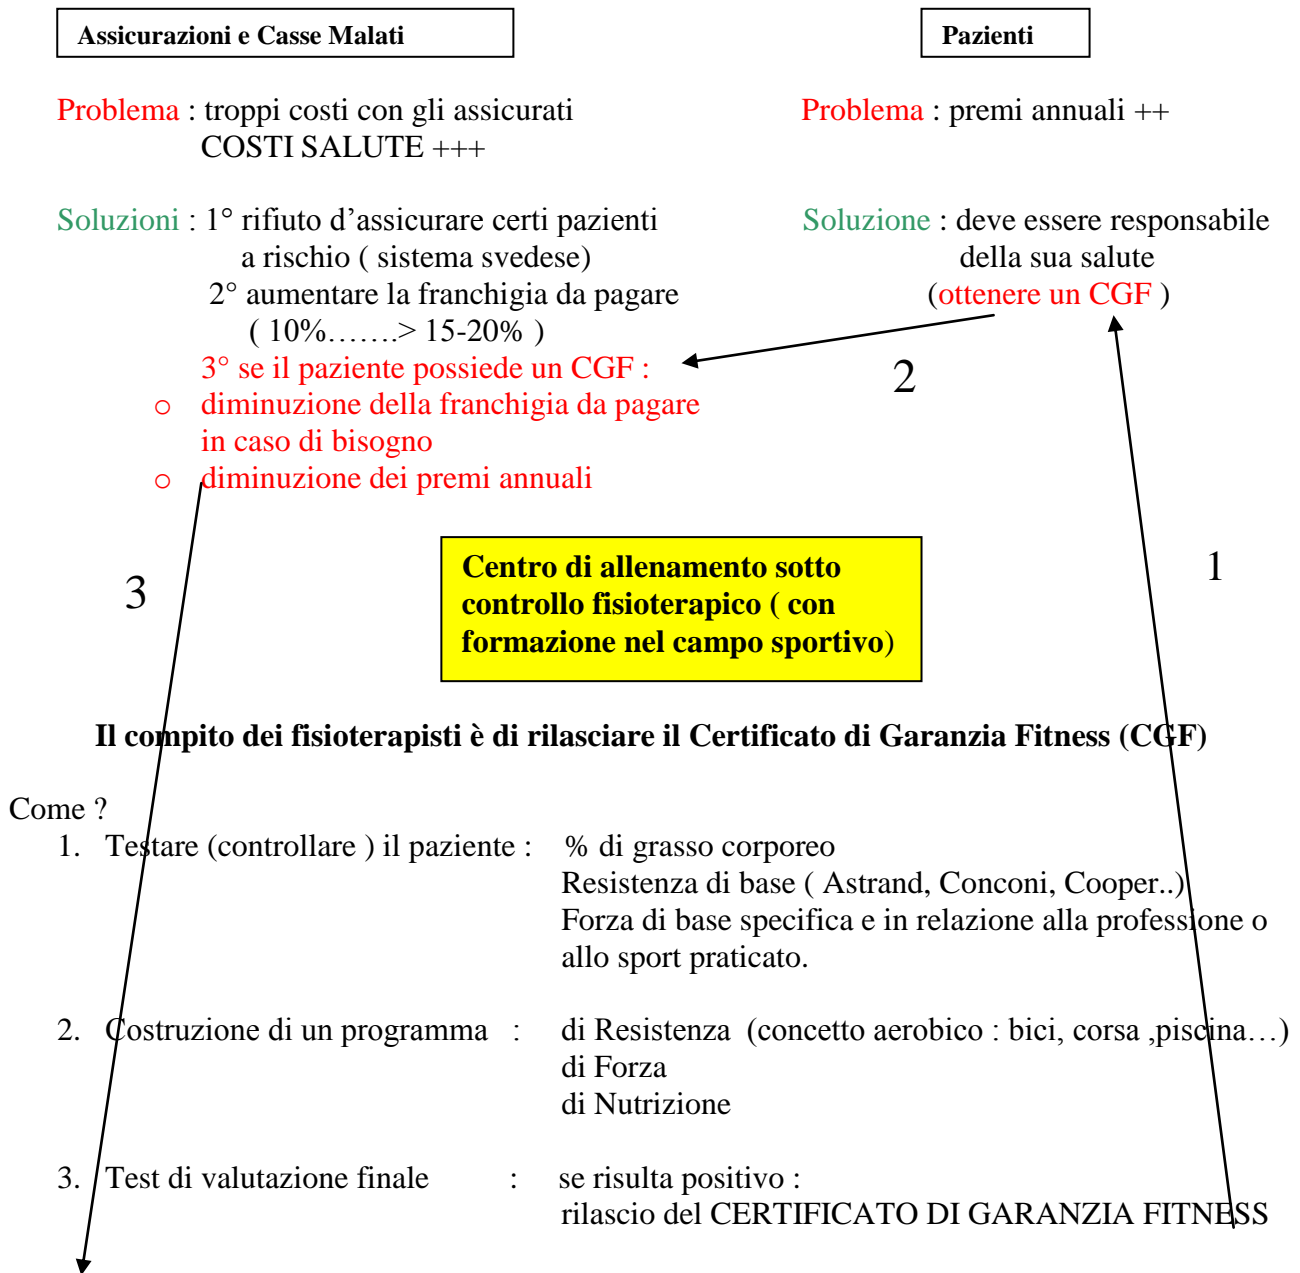 Assicurazioni e Casse Malati
Pazienti
Problema : troppi costi con gli assicurati
COSTI SALUTE +++
Problema : premi annuali ++
Soluzioni : 1° rifiuto d’assicurare certi pazienti
a rischio ( sistema svedese)
2° aumentare la franchigia da pagare
( 10%…….> 15-20% )
3° se il paziente possiede un CGF :
o diminuzione della franchigia da pagare
in caso di bisogno
o diminuzione dei premi annuali
Soluzione : deve essere responsabile
della sua salute
(ottenere un CGF )
2
1
3
Centro di allenamento sotto
controllo fisioterapico ( con
formazione nel campo sportivo)
Il compito dei fisioterapisti è di rilasciare il Certificato di Garanzia Fitness (CGF)
Come ?
1. Testare (controllare ) il paziente : % di grasso corporeo
Resistenza di base ( Astrand, Conconi, Cooper..)
Forza di base specifica e in relazione alla professione o
allo sport praticato.
2. Costruzione di un programma : di Resistenza (concetto aerobico : bici, corsa ,piscina…)
di Forza
di Nutrizione
3. Test di valutazione finale : se risulta positivo :
rilascio del CERTIFICATO DI GARANZIA FITNESS